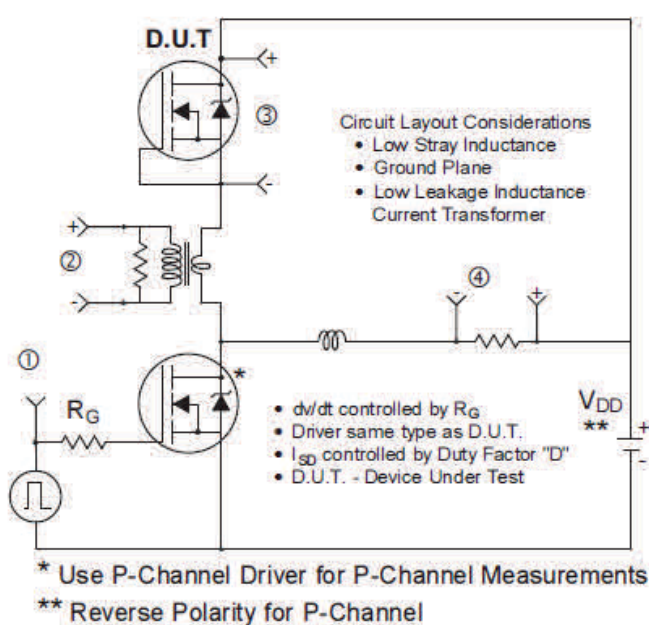 D.U.T
+
③
-
Circuit Layout Considerations
• Low Stray Inductance
• Ground Plane
• Low Leakage Inductance
Current Transformer
+
②
-
④
-
+
①
R_G
*
• dv/dt controlled by R_G
• Driver same type as D.U.T.
• I_SD controlled by Duty Factor "D"
• D.U.T. - Device Under Test
V_DD
**
+
-
* Use P-Channel Driver for P-Channel Measurements
** Reverse Polarity for P-Channel